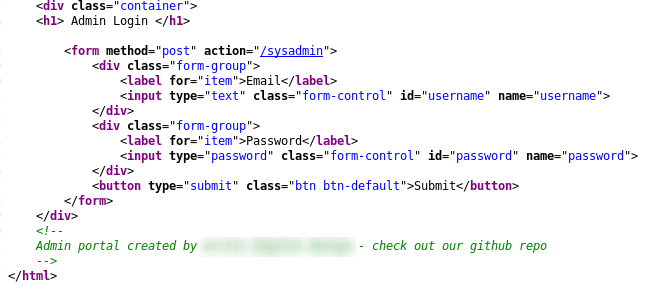 <div class="container">
<h1> Admin Login </h1>
<form method="post" action="/sysadmin">
<div class="form-group">
<label for="item">Email</label>
<input type="text" class="form-control" id="username" name="username">
</div>
<div class="form-group">
<label for="item">Password</label>
<input type="password" class="form-control" id="password" name="password">
</div>
<button type="submit" class="btn btn-default">Submit</button>
</form>
</div>
<!--
Admin portal created by - check out our github repo
-->
</html>